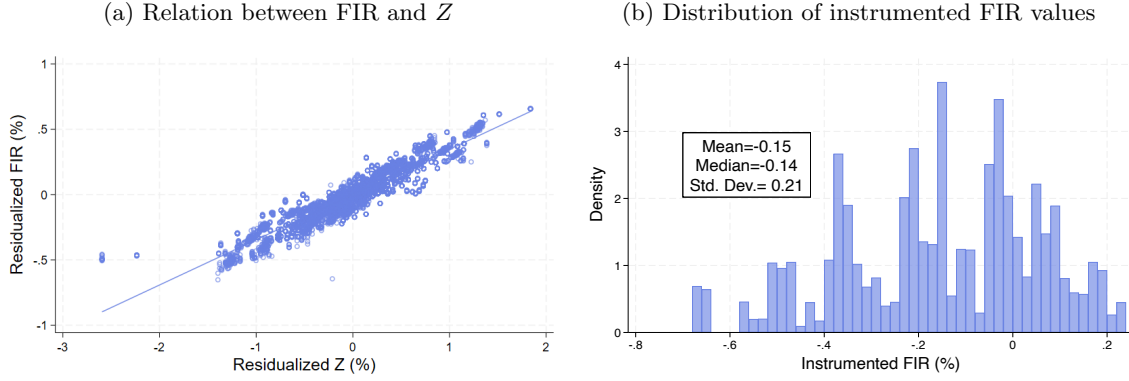 (a) Relation between FIR and Z
(b) Distribution of instrumented FIR values
Residualized FIR (%)
1
.5
0
-.5
-1
-3
-2
-1
0
1
2
Residualized Z (%)
Density
4
3
2
1
0
Mean=-0.15
Median=-0.14
Std. Dev.= 0.21
-.8
-.6
-.4
-.2
0
.2
Instrumented FIR (%)